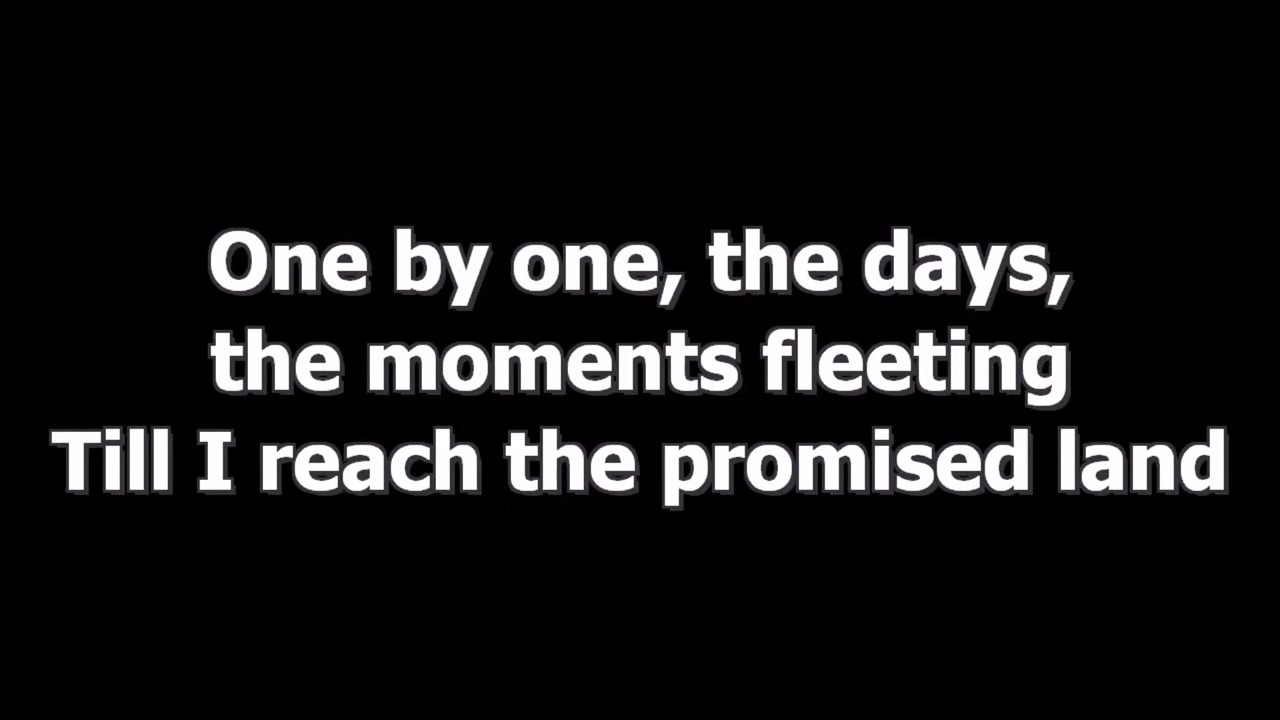 One by one, the days,
the moments fleeting
Till I reach the promised land